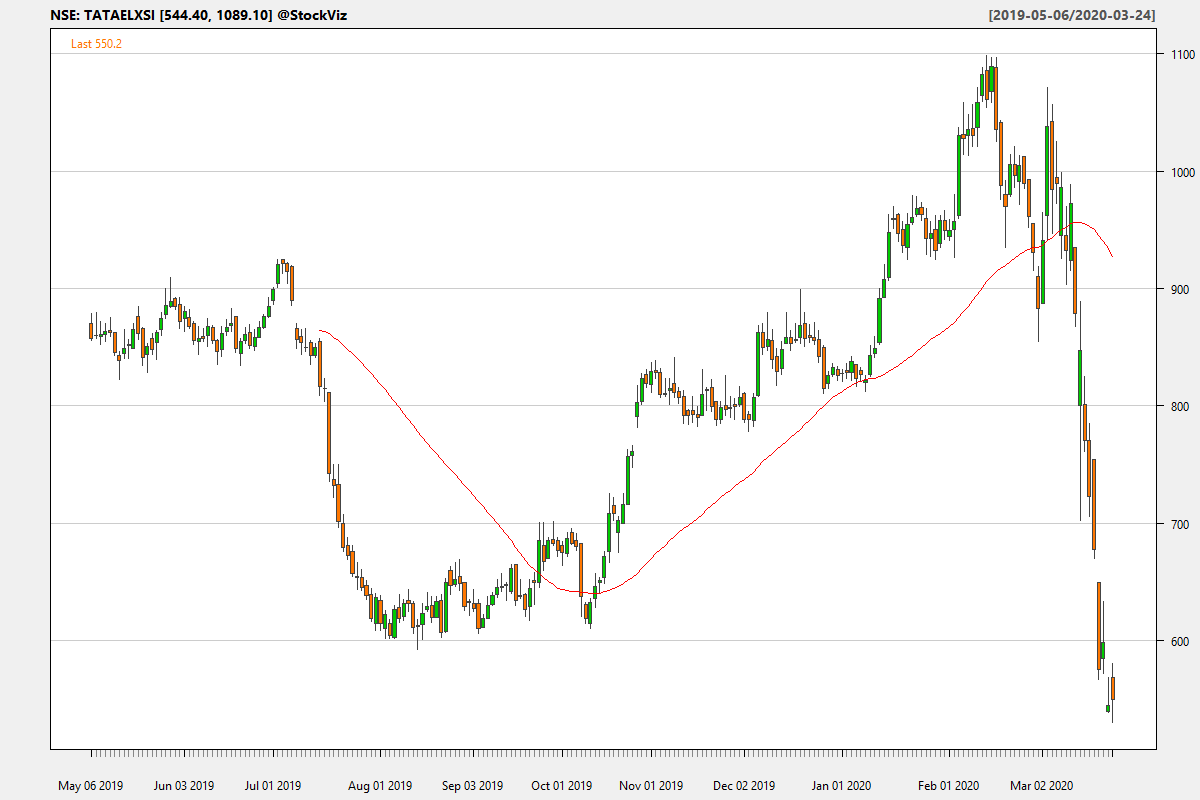 NSE: TATAELXSI [544.40, 1089.10] @StockViz
[2019-05-06/2020-03-24]
Last 550.2
1100
1000
900
800
700
600
May 06 2019 Jun 03 2019 Jul 01 2019 Aug 01 2019 Sep 03 2019 Oct 01 2019 Nov 01 2019 Dec 02 2019 Jan 01 2020 Feb 01 2020 Mar 02 2020